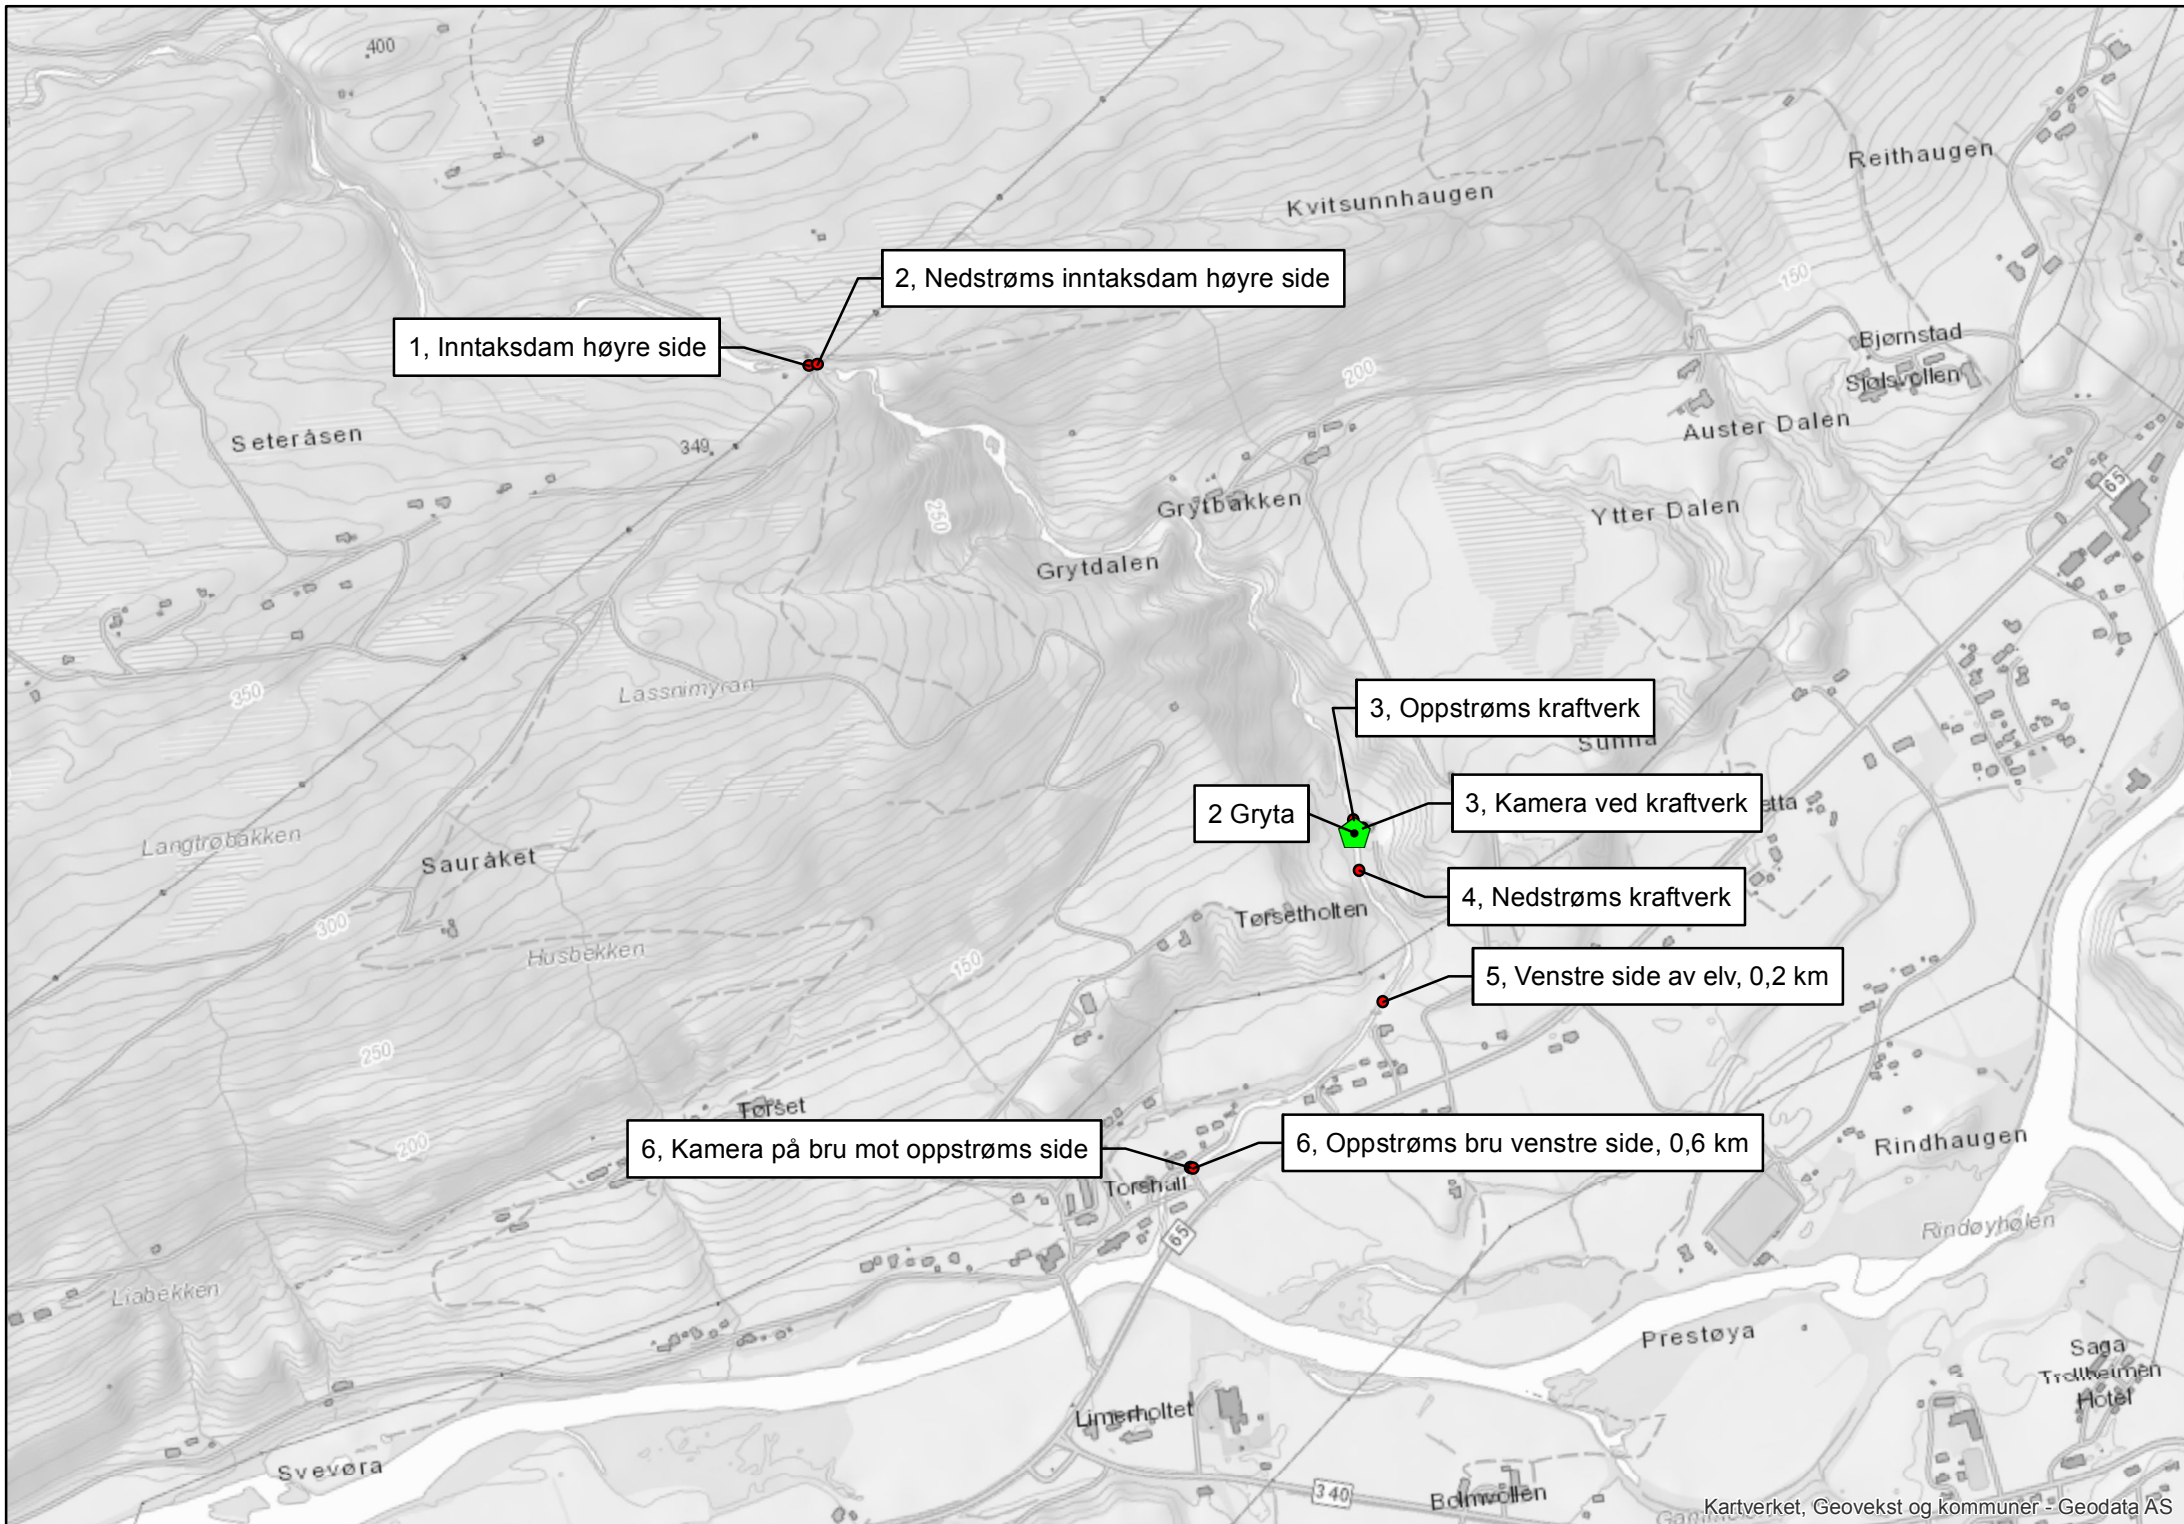 400
Reithaugen
Kvitsunnhaugen
2, Nedstrøms inntaksdam høyre side
150
1, Inntaksdam høyre side
Bjørnstad
Sjølsvollen
200
Auster Dalen
Seteråsen
349
65
250
Grytbakken
Ytter Dalen
Grytdalen
350
Lassnimyran
3, Oppstrøms kraftverk
Sunna
2 Gryta
3, Kamera ved kraftverk
etta
Langtrøbakken
Sauråket
4, Nedstrøms kraftverk
Tørsetholten
300
Husbekken
150
5, Venstre side av elv, 0,2 km
250
Tørset
200
6, Kamera på bru mot oppstrøms side
6, Oppstrøms bru venstre side, 0,6 km
Rindhaugen
Torshall
65
Rindøyhølen
Liabekken
Prestøya
Saga
Trollheimen
Hotel
Limerholtet
Svevøra
340
Bolmvollen
Kartverket, Geovekst og kommuner - Geodata AS